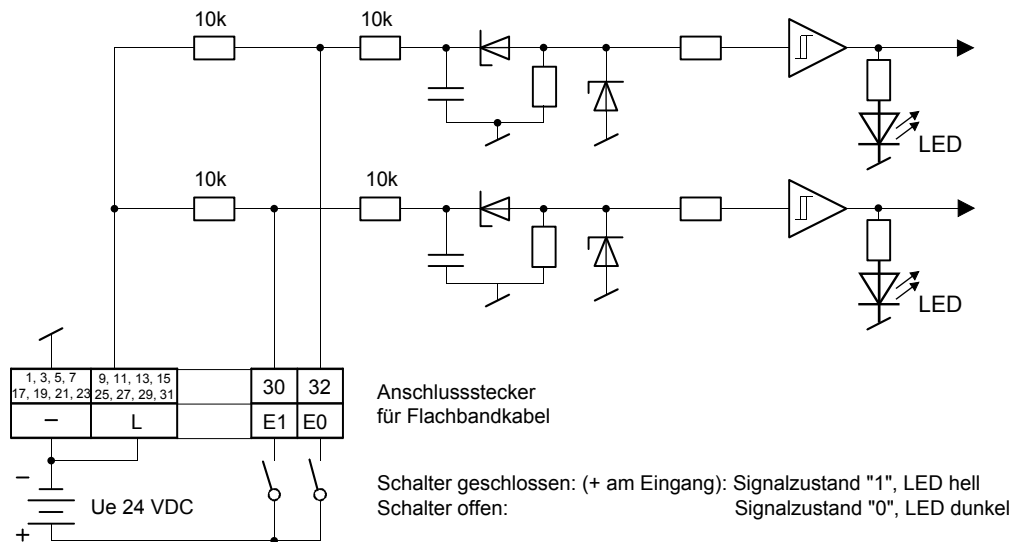 10k 10k
LED
10k 10k
LED
1, 3, 5, 7 9, 11, 13, 15 30 32
17, 19, 21, 23 25, 27, 29, 31
– L E1 E0
Anschlussstecker
für Flachbandkabel
–
Ue 24 VDC
+
Schalter geschlossen: (+ am Eingang): Signalzustand "1", LED hell
Schalter offen: Signalzustand "0", LED dunkel